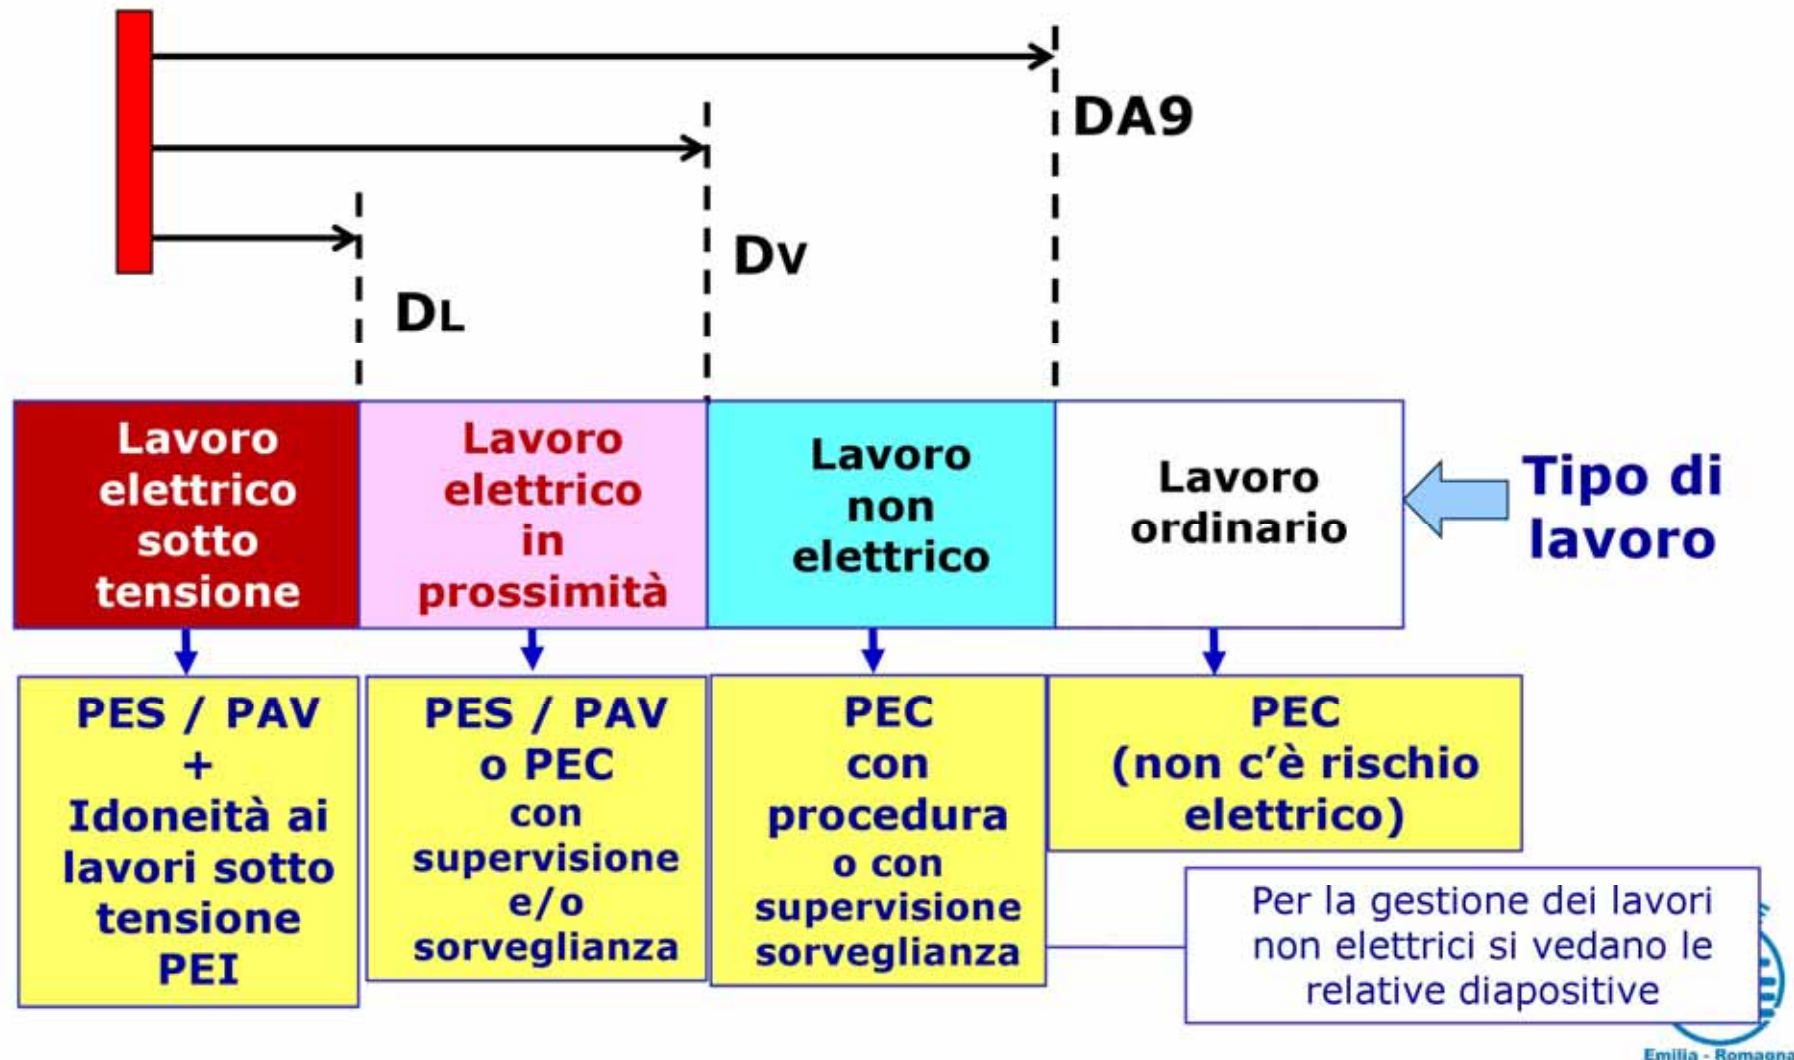 DA9
DV
DL
Lavoro
elettrico
sotto
tensione
Lavoro
elettrico
in
prossimità
Lavoro
non
elettrico
Lavoro
ordinario
Tipo di
lavoro
PES / PAV
+
Idoneità ai
lavori sotto
tensione
PEI
PES / PAV
o PEC
con
supervisione
e/o
sorveglianza
PEC
con
procedura
o con
supervisione
sorveglianza
PEC
(non c'è rischio
elettrico)
Per la gestione dei lavori
non elettrici si vedano le
relative diapositive
Emilia - Romagna